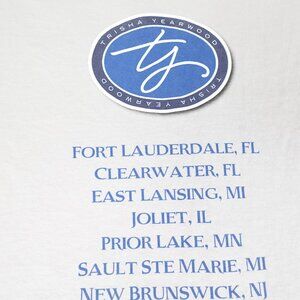 TRISHA YEARWOOD
ty
TRISHA YEARWOOD
FORT LAUDERDALE, FL
CLEARWATER, FL
EAST LANSING, MI
JOLIET, IL
PRIOR LAKE, MN
SAULT STE MARIE, MI
NEW BRUNSWICK, NJ